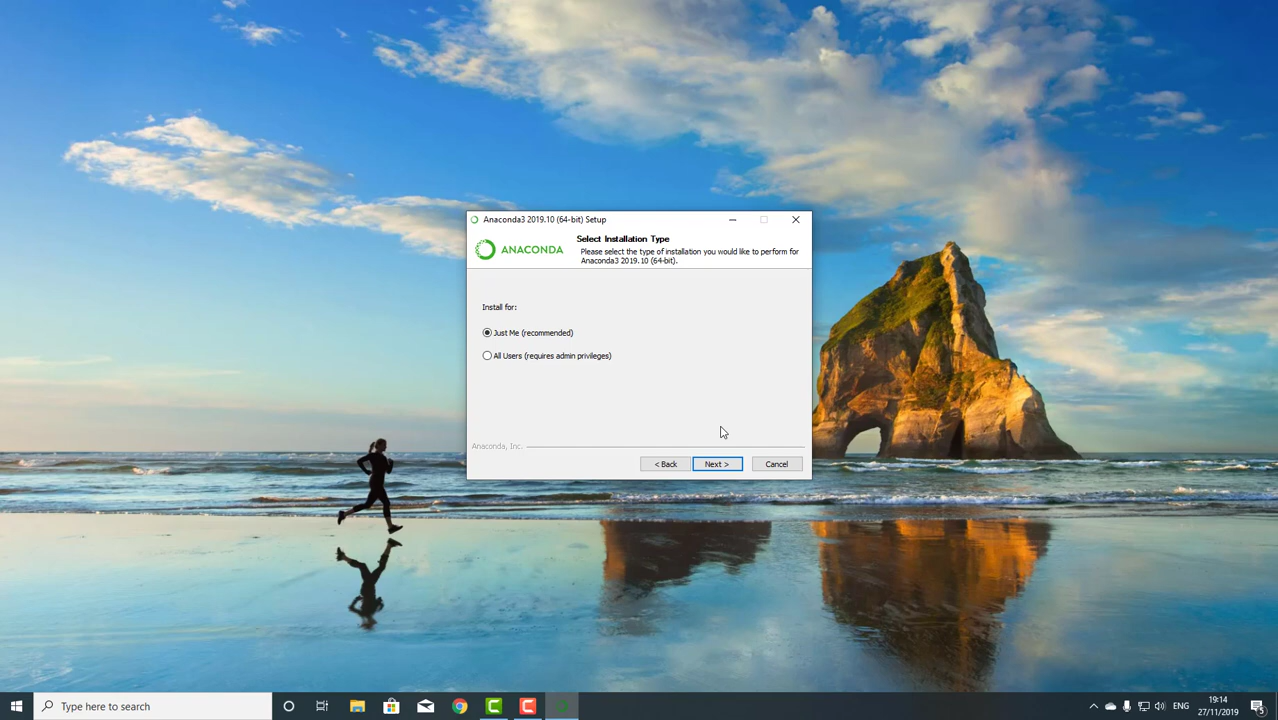 Anaconda3 2019.10 (64-bit) Setup
ANACONDA
Select Installation Type
Please select the type of installation you would like to perform for
Anaconda3 2019.10 (64-bit).
Install for:
Just Me (recommended)
All Users (requires admin privileges)
Anaconda, Inc.
< Back
Next >
Cancel
Type here to search
ENG
19:14
27/11/2019
5